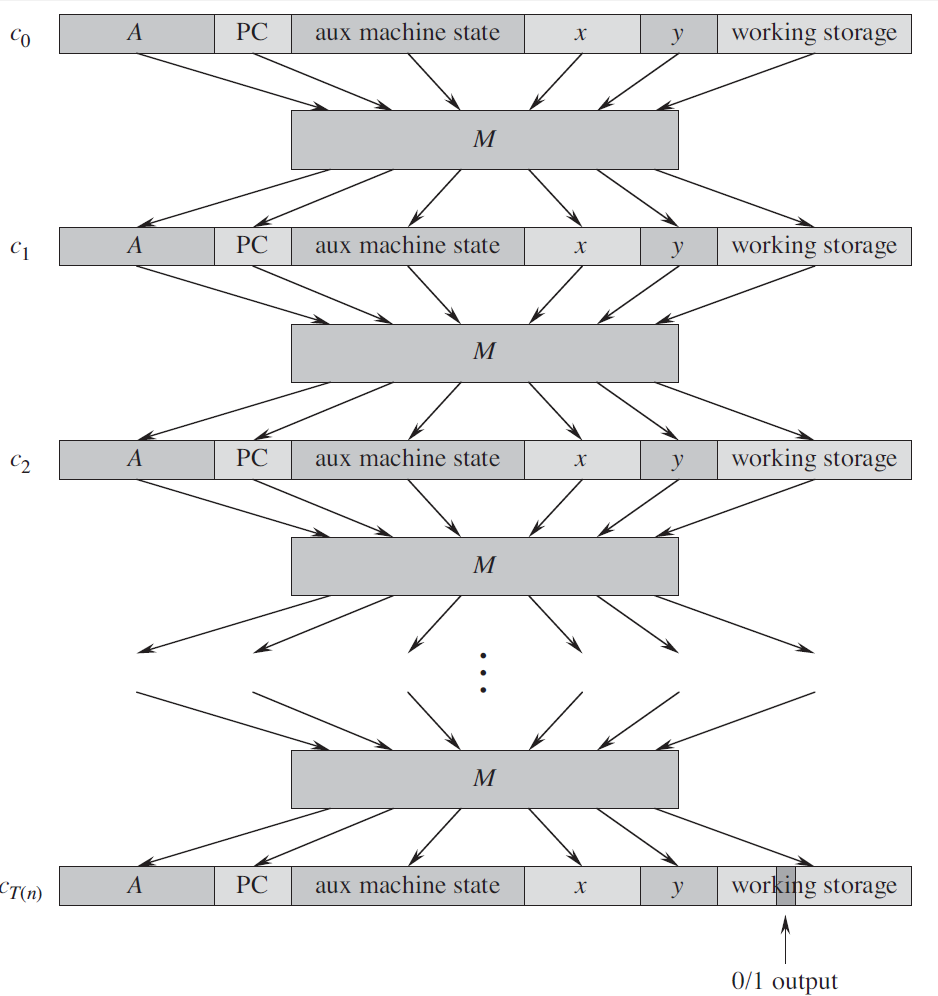 c0 A PC aux machine state x y working storage
M
c1 A PC aux machine state x y working storage
M
c2 A PC aux machine state x y working storage
M
M
cT(n) A PC aux machine state x y working storage
0/1 output